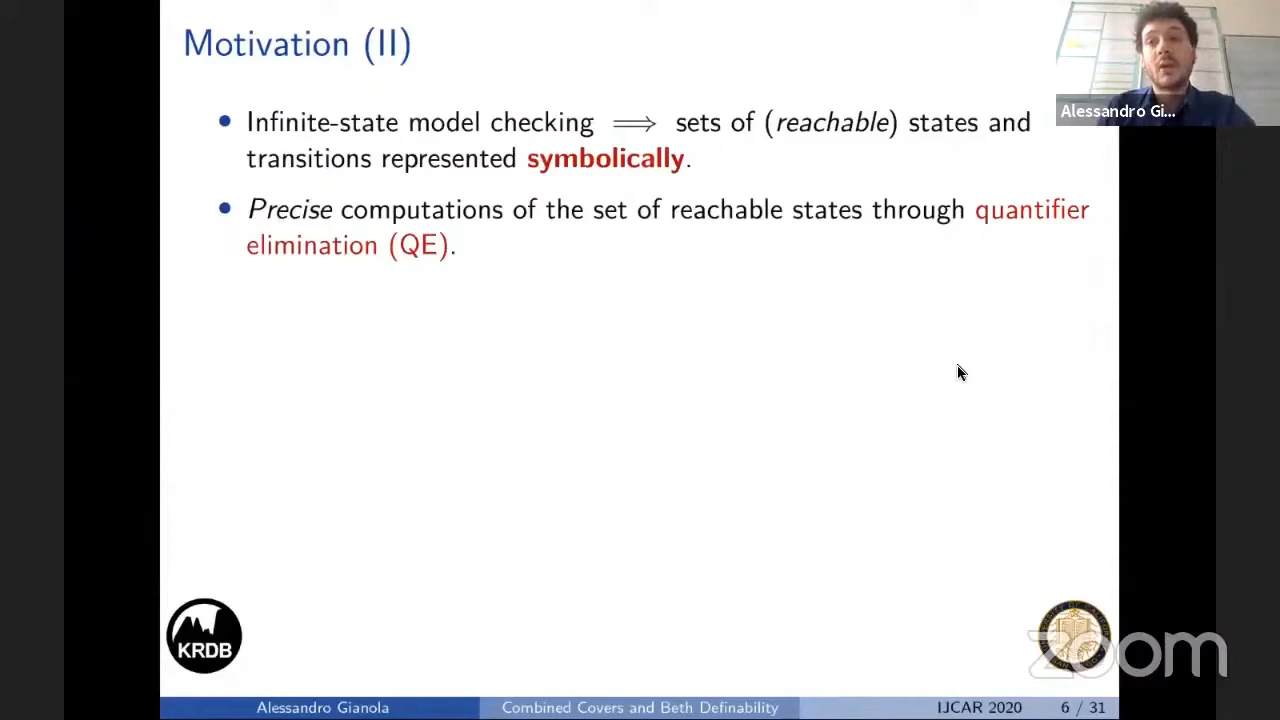 Motivation (II)
Alessandro Gi...
• Infinite-state model checking ⟹ sets of (reachable) states and
transitions represented symbolically.
• Precise computations of the set of reachable states through quantifier
elimination (QE).
KRDB
zoom
Alessandro Gianola
Combined Covers and Beth Definability
IJCAR 2020
6 / 31